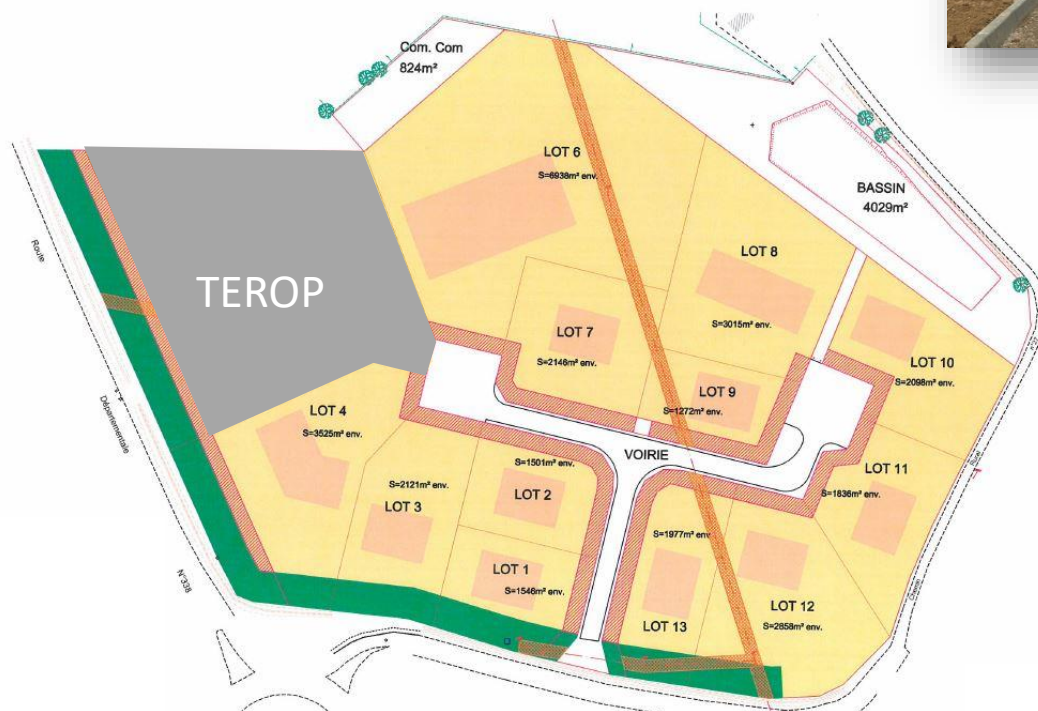 Com. Com
824m²
LOT 6
S=6938m² env.
BASSIN
4029m²
TEROP
LOT 8
S=3015m² env.
LOT 7
S=2146m² env.
LOT 10
S=2098m² env.
LOT 9
S=1272m² env.
LOT 4
S=3525m² env.
VOIRIE
S=1501m² env.
LOT 2
S=2121m² env.
LOT 3
LOT 11
S=1836m² env.
LOT 1
S=1546m² env.
S=1977m² env
LOT 13
LOT 12
S=2858m² env.
Route
Départementale
N°338
Chemin
Rural